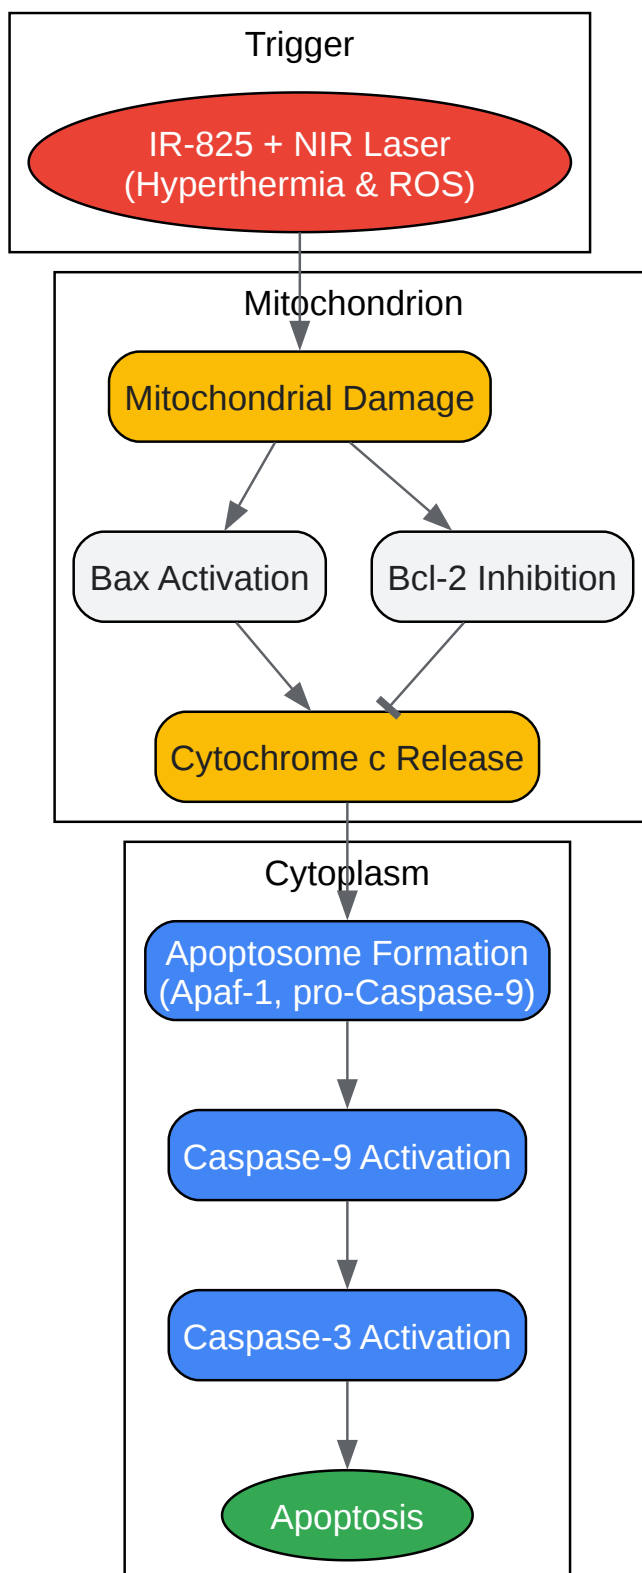 Trigger
IR-825 + NIR Laser
(Hyperthermia & ROS)
Mitochondrion
Mitochondrial Damage
Bax Activation
Bcl-2 Inhibition
Cytochrome c Release
Cytoplasm
Apoptosome Formation
(Apaf-1, pro-Caspase-9)
Caspase-9 Activation
Caspase-3 Activation
Apoptosis